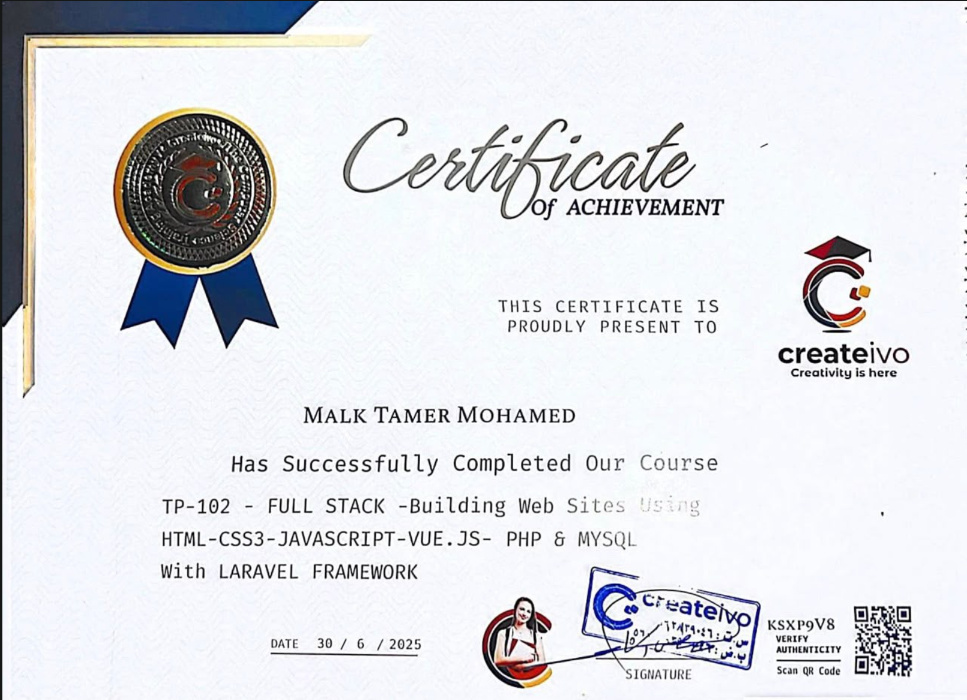 Certificate
OF ACHIEVEMENT
THIS CERTIFICATE IS
PROUDLY PRESENT TO
createivo
Creativity is here
MALK TAMER MOHAMED
Has Successfully Completed Our Course
TP-102 - FULL STACK -Building Web Sites Using
HTML-CSS3-JAVASCRIPT-VUE.JS- PHP & MYSQL
With LARAVEL FRAMEWORK
DATE 30 / 6 / 2025
createivo
SIGNATURE
KSXP9V8
VERIFY
AUTHENTICITY
Scan QR Code